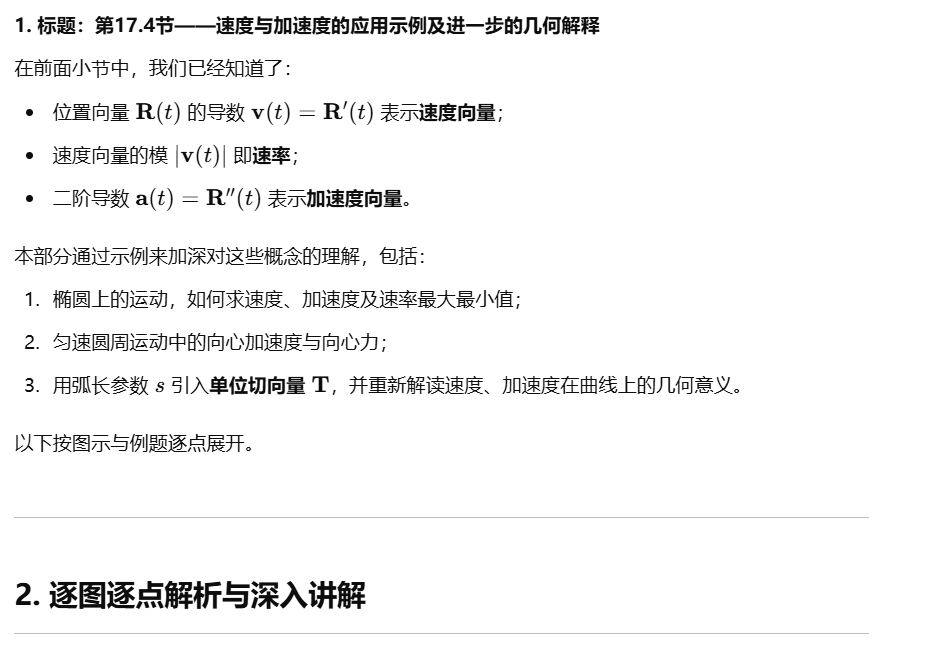 1. 标题：第17.4节——速度与加速度的应用示例及进一步的几何解释
在前面小节中，我们已经知道了：
• 位置向量 R(t) 的导数 v(t) = R′(t) 表示速度向量；
• 速度向量的模 |v(t)| 即速率；
• 二阶导数 a(t) = R″(t) 表示加速度向量。
本部分通过示例来加深对这些概念的理解，包括：
1. 椭圆上的运动，如何求速度、加速度及速率最大最小值；
2. 匀速圆周运动中的向心加速度与向心力；
3. 用弧长参数 s 引入单位切向量 T，并重新解读速度、加速度在曲线上的几何意义。
以下按图示与例题逐点展开。
2. 逐图逐点解析与深入讲解